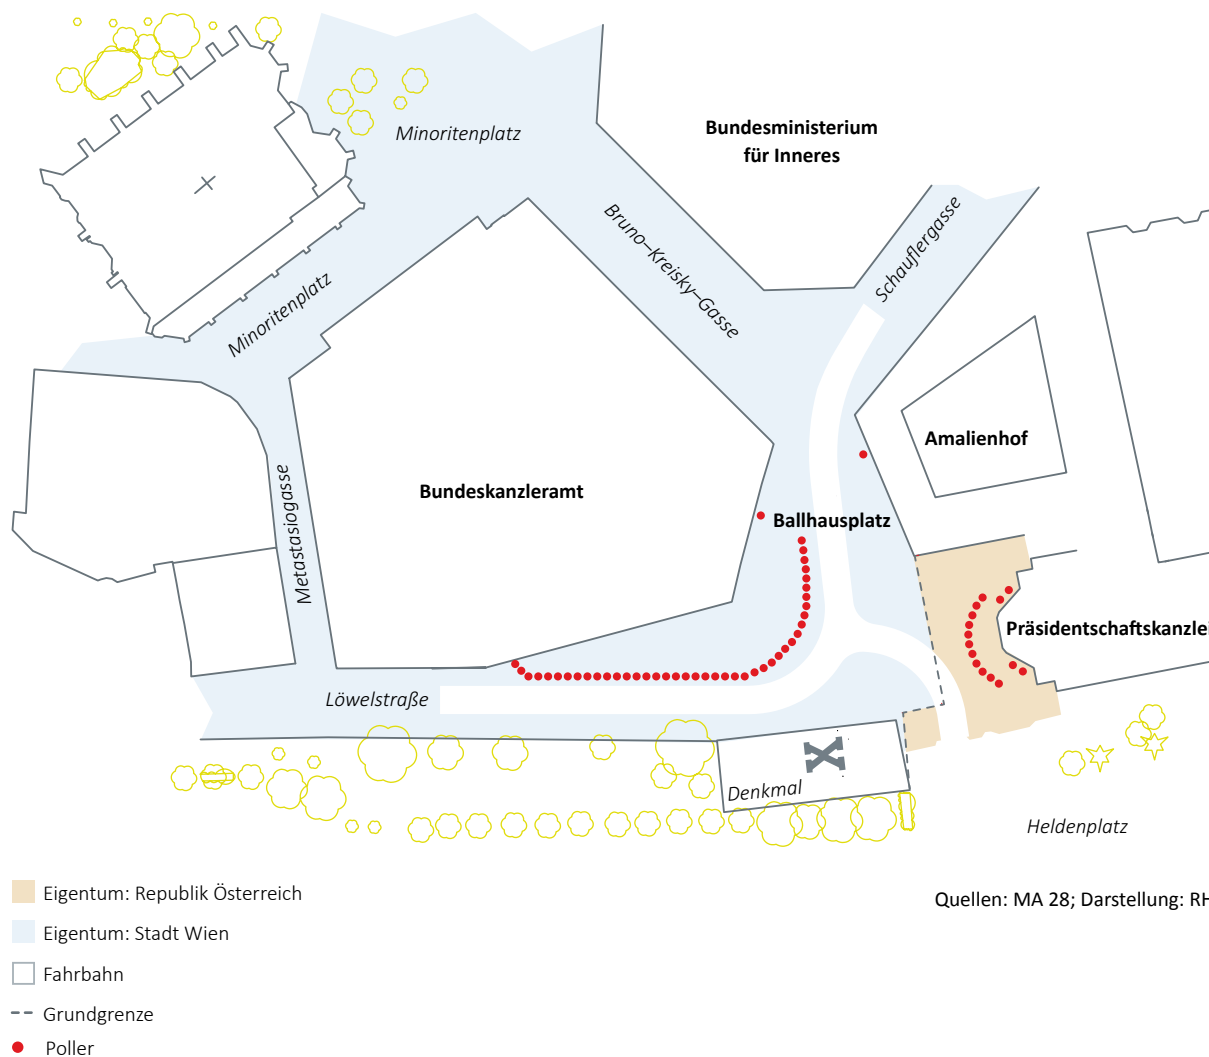 Minoritenplatz
Bundesministerium
für Inneres
Bruno–Kreisky–Gasse
Schauflergasse
Minoritenplatz
Amalienhof
Bundeskanzleramt
Ballhausplatz
Metastasiogasse
Präsidentschaftskanzlei
Löwelstraße
Denkmal
Heldenplatz
Eigentum: Republik Österreich
Quellen: MA 28; Darstellung: RH
Eigentum: Stadt Wien
Fahrbahn
Grundgrenze
Poller